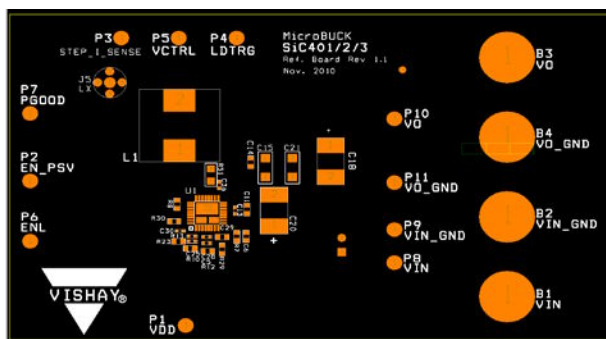 P3
STEP_I_SENSE
P5
VCTRL
P4
LDTRG
MicroBUCK
SiC401/2/3
Ref. Board Rev 1.1
Nov. 2010
B3
VO
J5
LX
P7
PGOOD
P10
VO
B4
VO_GND
L1
C14
C15
C21
C18
P2
EN_PSV
P11
VO_GND
U1
R30
R23
C20
B2
VIN_GND
P6
ENL
P9
VIN_GND
P8
VIN
VISHAY®
P1
VDD
B1
VIN